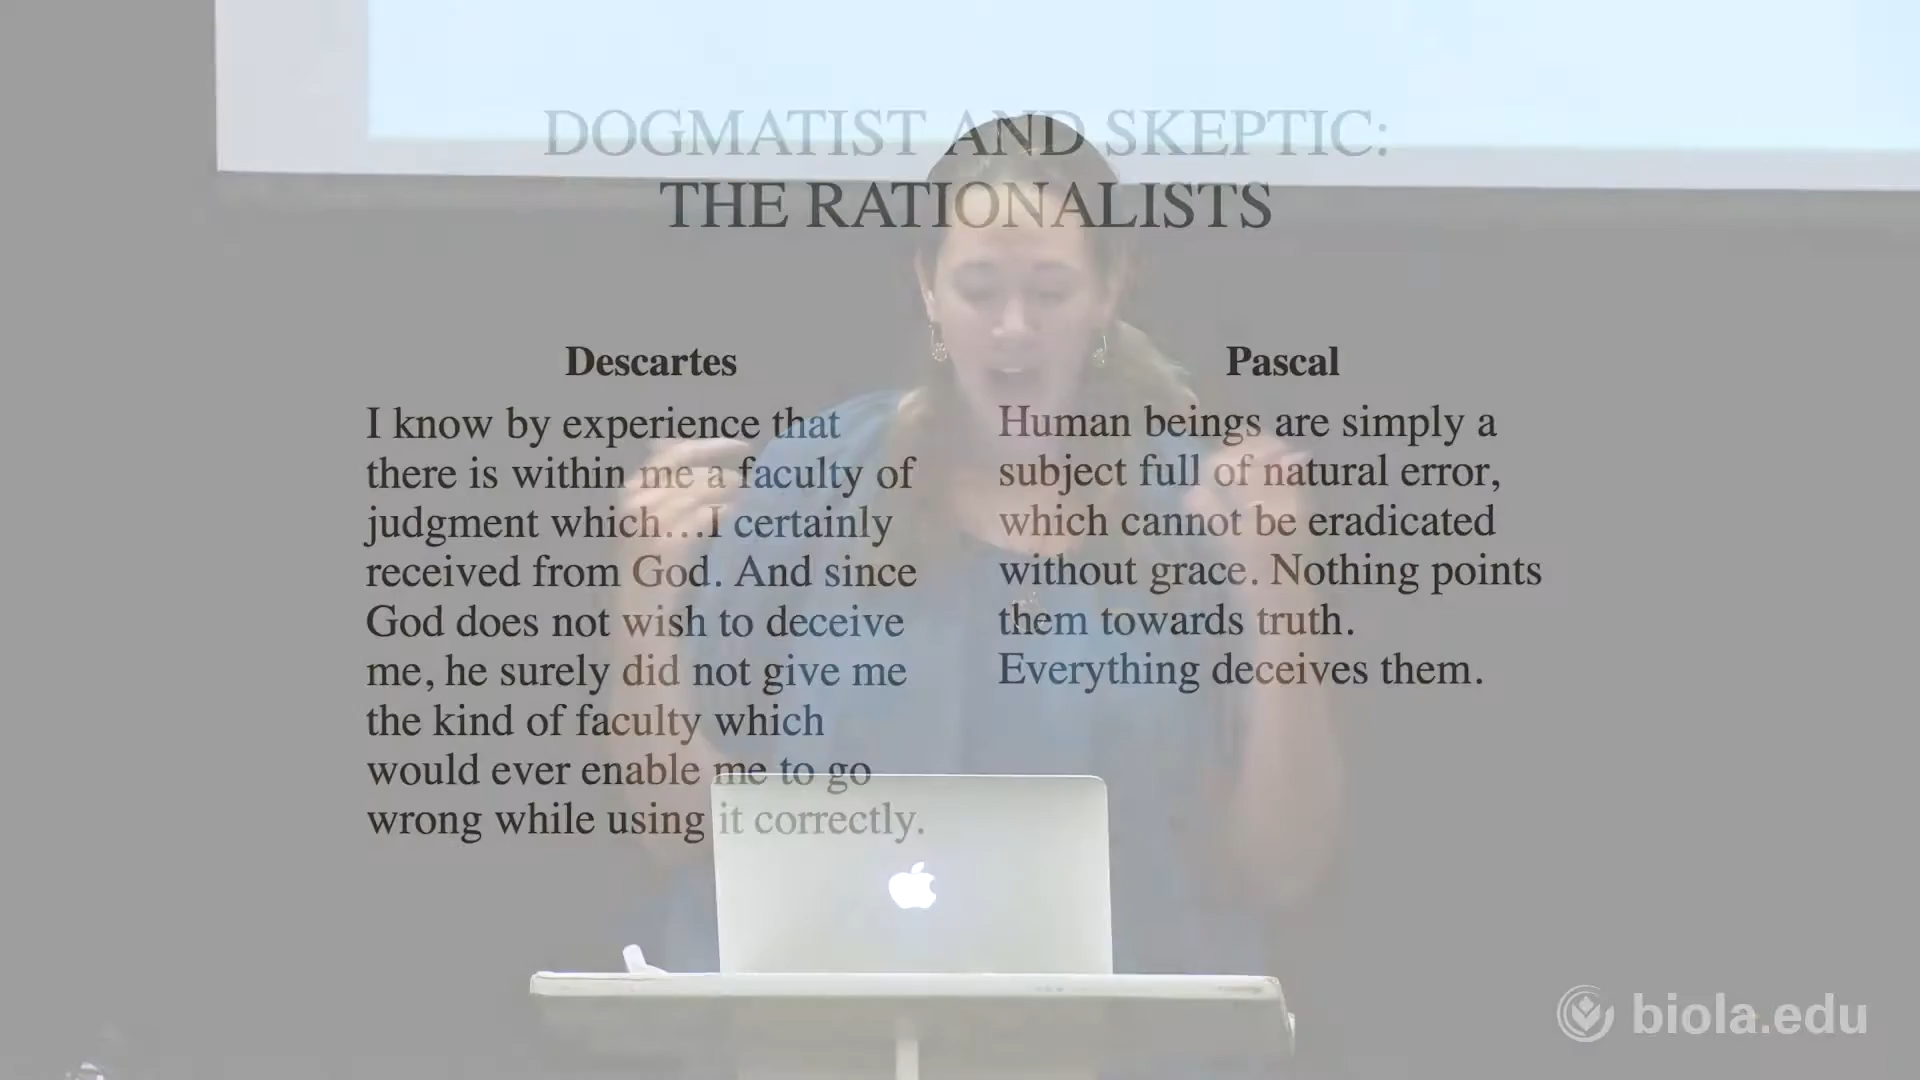 DOGMATIST AND SKEPTIC:
THE RATIONALISTS
Descartes
I know by experience that
there is within me a faculty of
judgment which…I certainly
received from God. And since
God does not wish to deceive
me, he surely did not give me
the kind of faculty which
would ever enable me to go
wrong while using it correctly.
Pascal
Human beings are simply a
subject full of natural error,
which cannot be eradicated
without grace. Nothing points
them towards truth.
Everything deceives them.
biola.edu